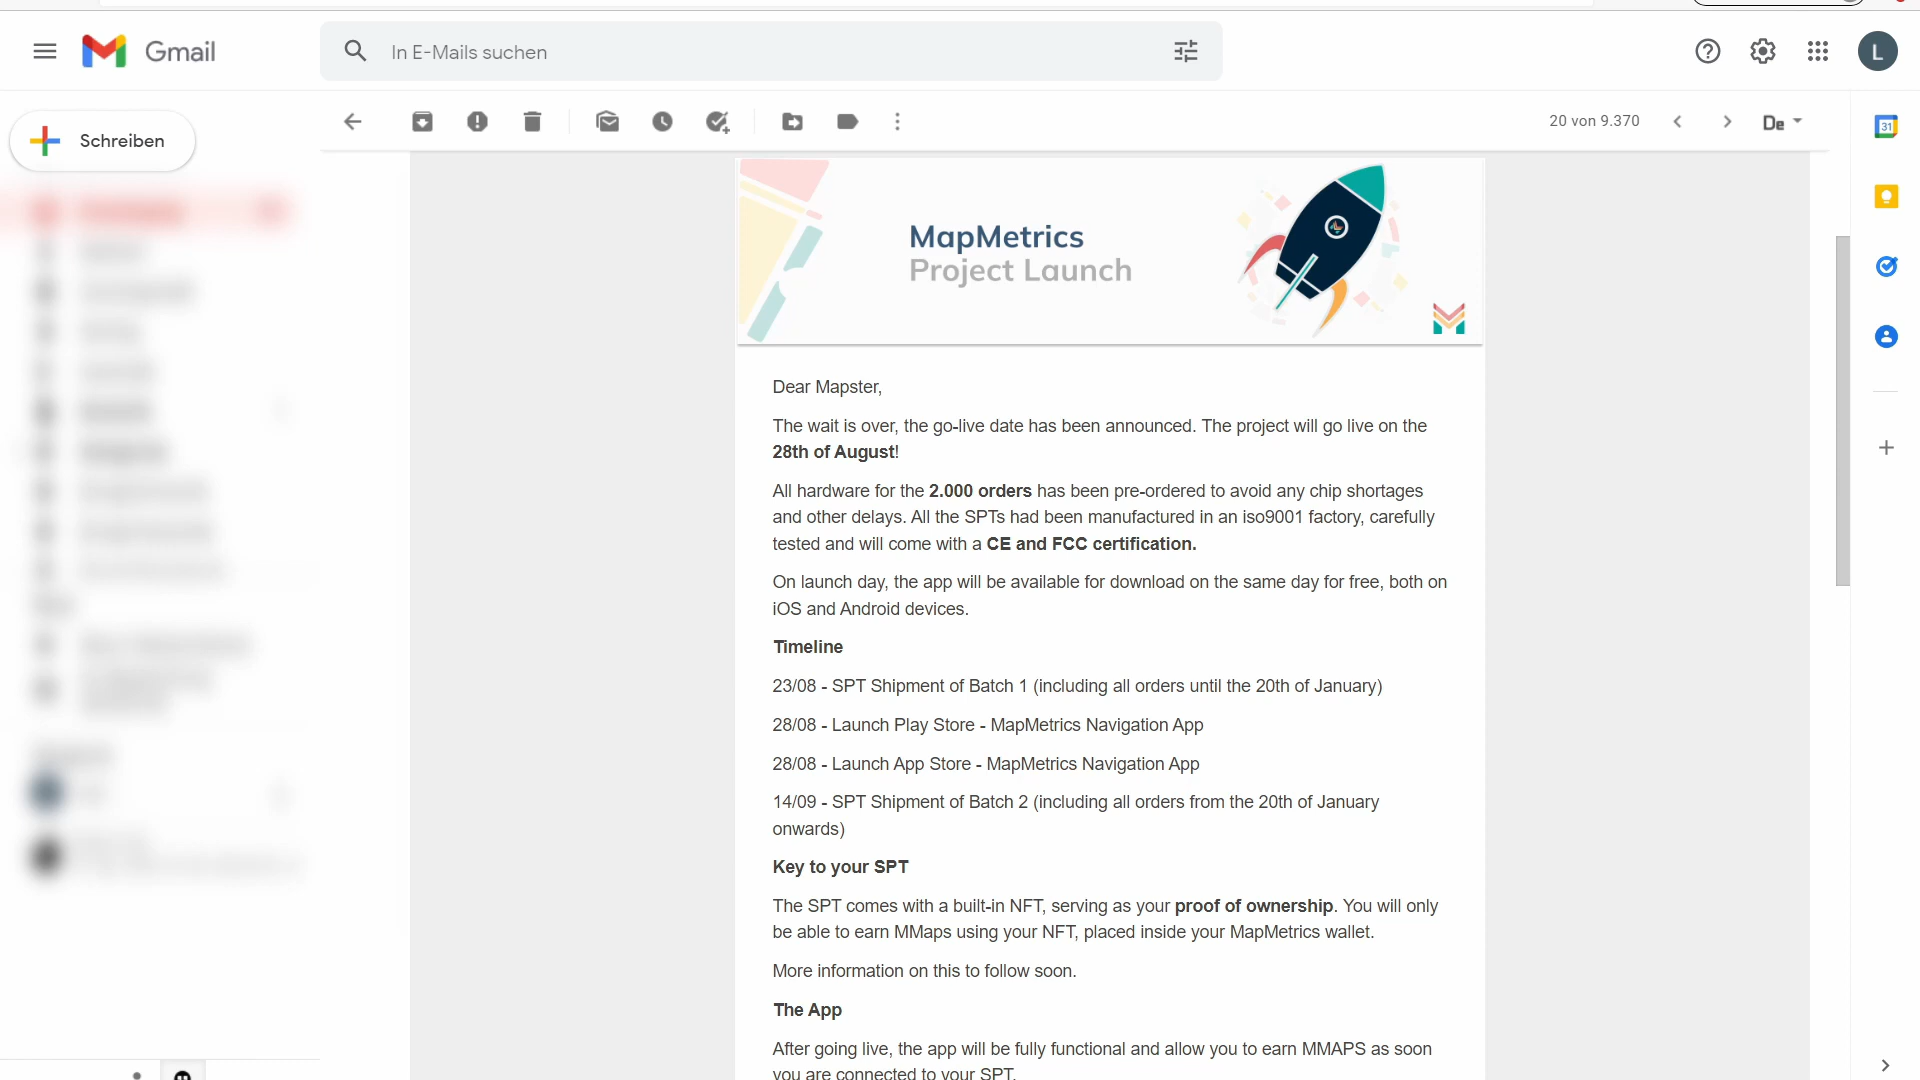 Gmail
In E-Mails suchen
L
Schreiben
20 von 9.370
De
31
MapMetrics
Project Launch
Dear Mapster,
The wait is over, the go-live date has been announced. The project will go live on the
28th of August!
All hardware for the 2.000 orders has been pre-ordered to avoid any chip shortages
and other delays. All the SPTs had been manufactured in an iso9001 factory, carefully
tested and will come with a CE and FCC certification.
On launch day, the app will be available for download on the same day for free, both on
iOS and Android devices.
Timeline
23/08 - SPT Shipment of Batch 1 (including all orders until the 20th of January)
28/08 - Launch Play Store - MapMetrics Navigation App
28/08 - Launch App Store - MapMetrics Navigation App
14/09 - SPT Shipment of Batch 2 (including all orders from the 20th of January
onwards)
Key to your SPT
The SPT comes with a built-in NFT, serving as your proof of ownership. You will only
be able to earn MMaps using your NFT, placed inside your MapMetrics wallet.
More information on this to follow soon.
The App
After going live, the app will be fully functional and allow you to earn MMAPS as soon
you are connected to your SPT.